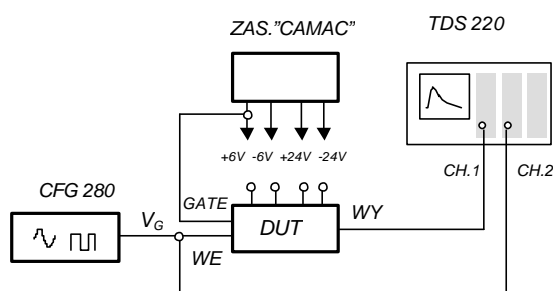 ZAS."CAMAC"
TDS 220
+6V -6V +24V -24V
CH.1 CH.2
CFG 280
GATE
V_G
DUT
WY
WE